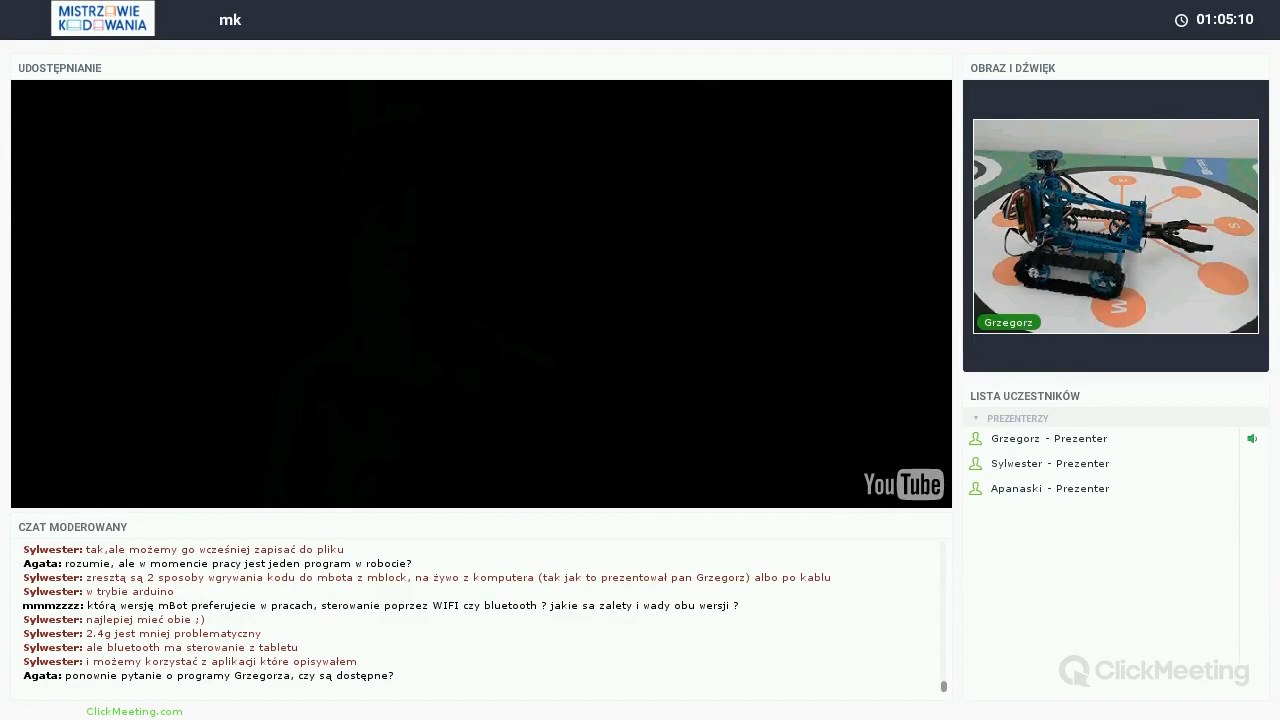 MISTRZOWIE
KODOWANIA
mk
01:05:10
UDOSTĘPNIANIE
OBRAZ I DŹWIĘK
S
W
Grzegorz
YouTube
LISTA UCZESTNIKÓW
PREZENTERZY
Grzegorz - Prezenter
Sylwester - Prezenter
Apanaski - Prezenter
CZAT MODEROWANY
Sylwester: tak,ale możemy go wcześniej zapisać do pliku
Agata: rozumie, ale w momencie pracy jest jeden program w robocie?
Sylwester: zresztą są 2 sposoby wgrywania kodu do mbota z mblock, na żywo z komputera (tak jak to prezentował pan Grzegorz) albo po kablu
Sylwester: w trybie arduino
mmmzzzz: którą wersję mBot preferujecie w pracach, sterowanie poprzez WIFI czy bluetooth ? jakie sa zalety i wady obu wersji ?
Sylwester: najlepiej mieć obie ;)
Sylwester: 2.4g jest mniej problematyczny
Sylwester: ale bluetooth ma sterowanie z tabletu
Sylwester: i możemy korzystać z aplikacji które opisywałem
Agata: ponownie pytanie o programy Grzegorza, czy są dostępne?
ClickMeeting
ClickMeeting.com